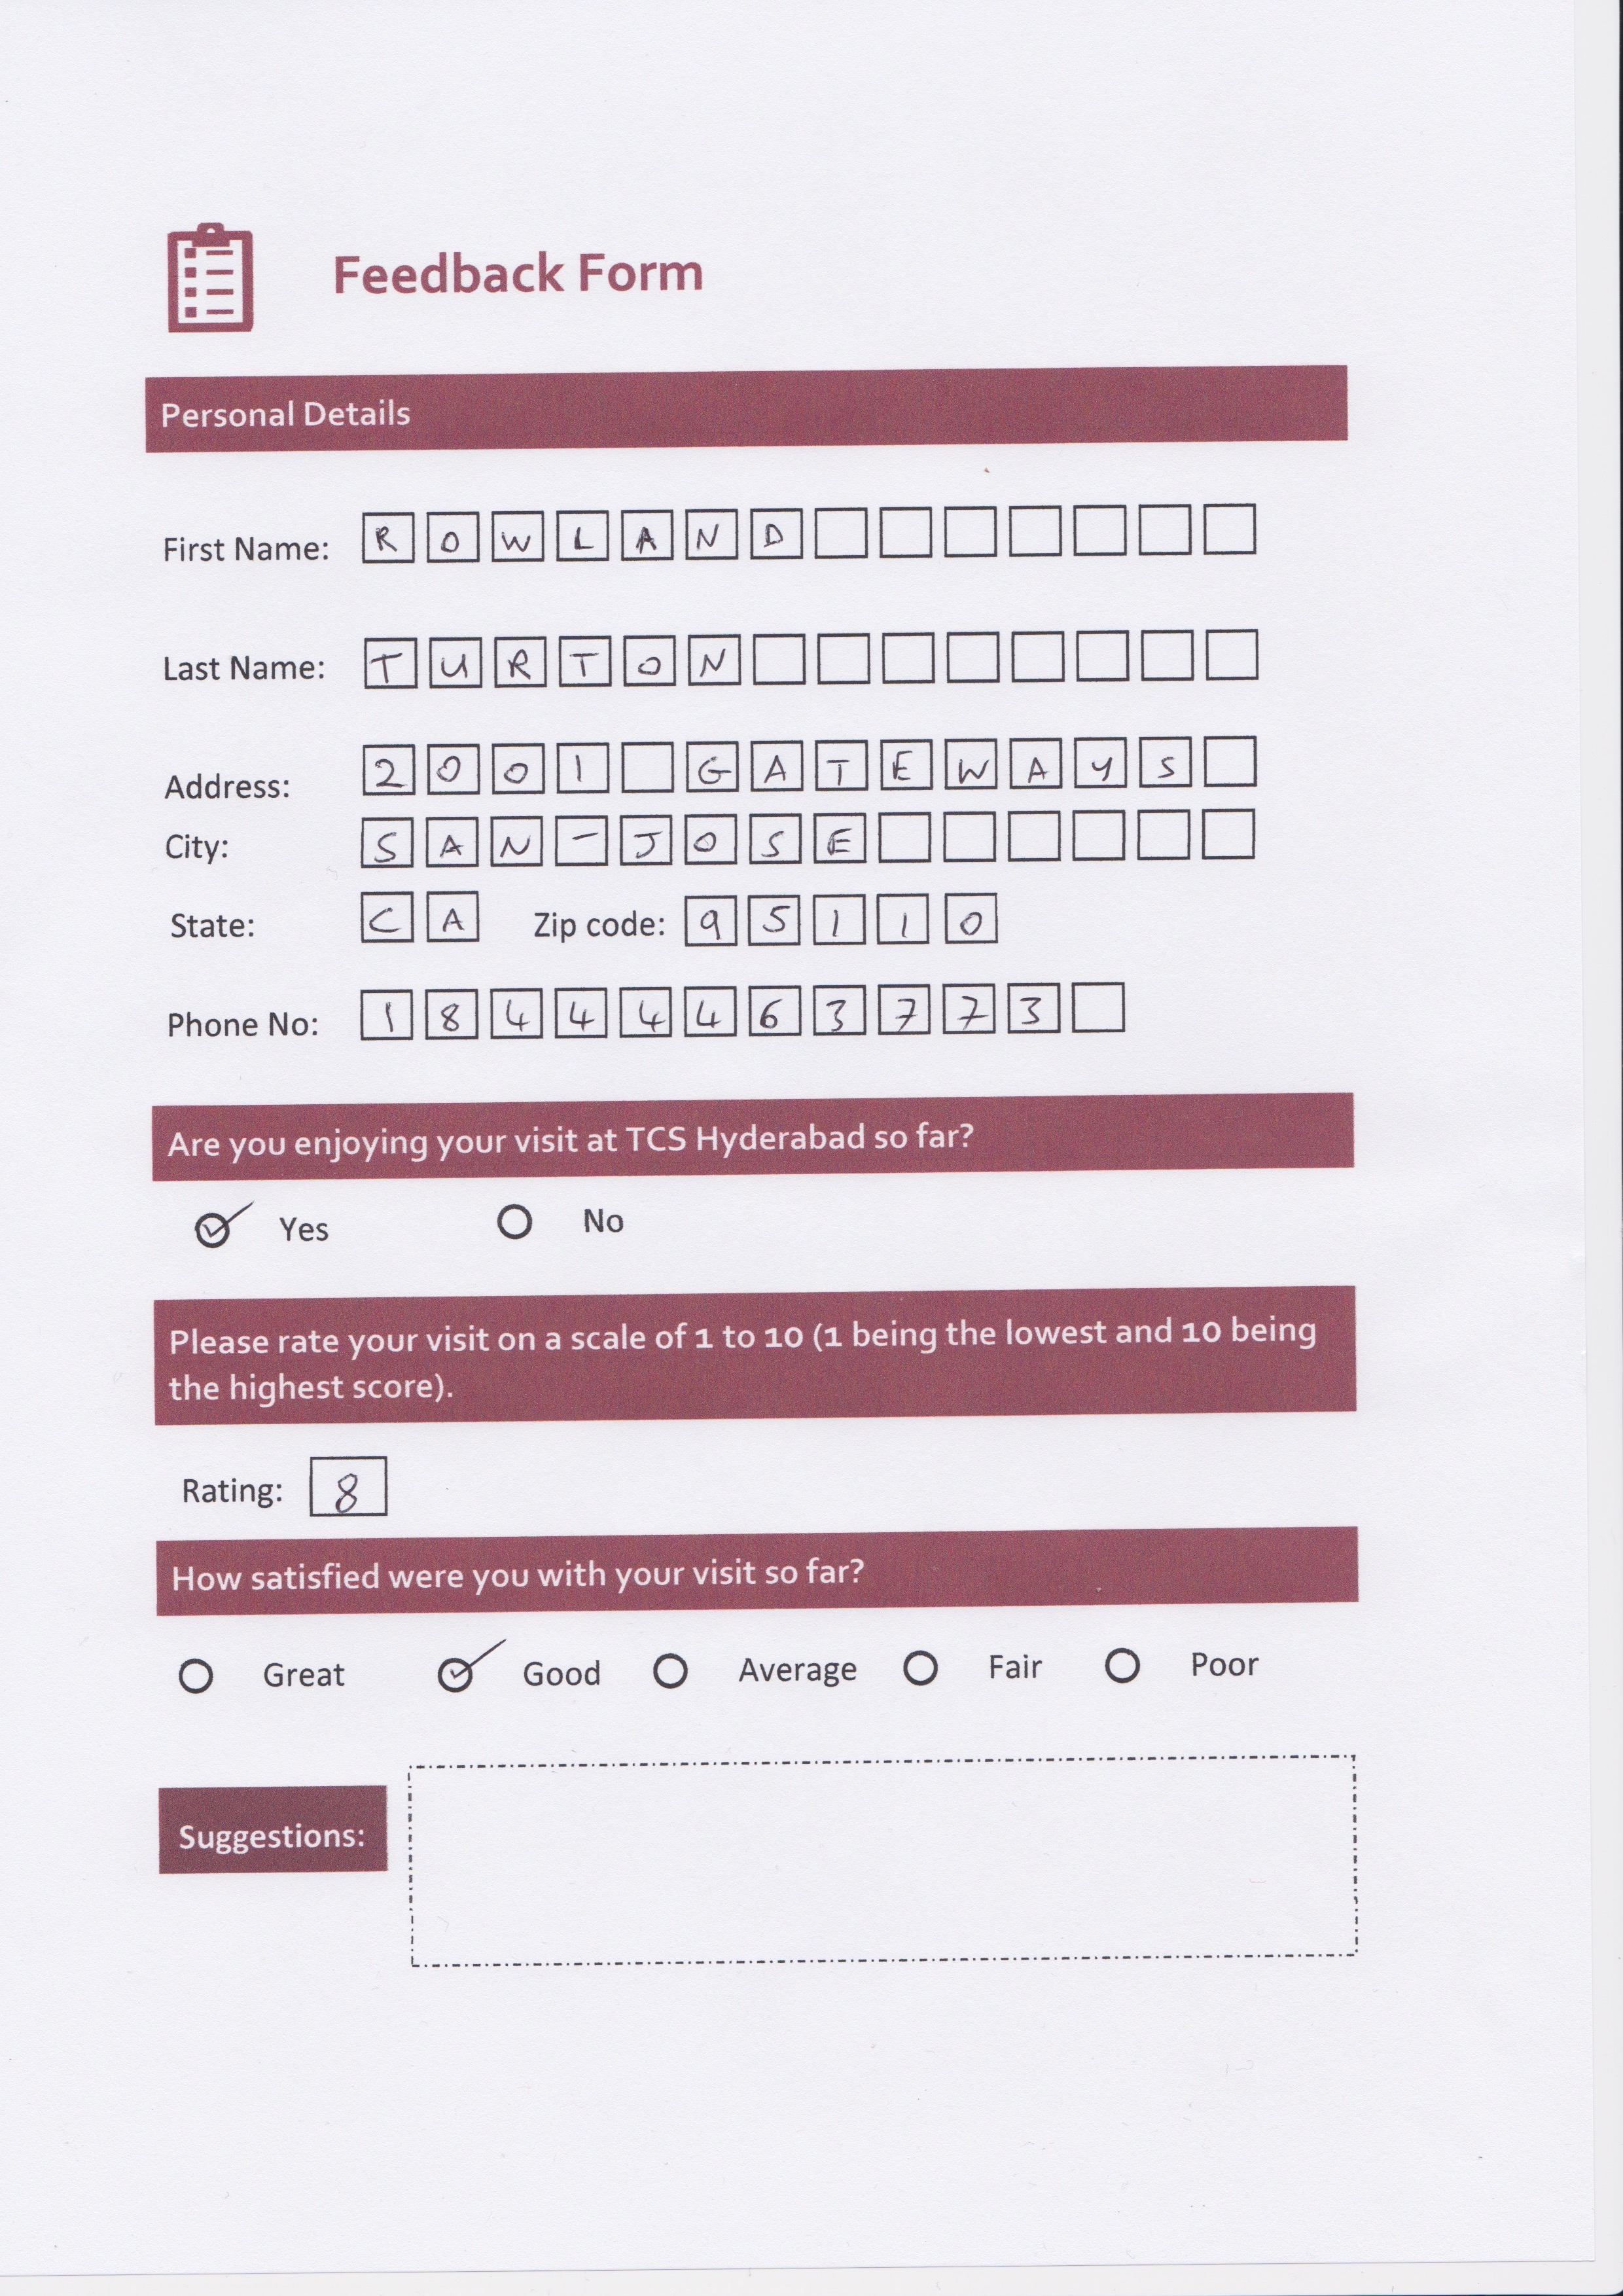 Feedback Form
Personal Details
First Name: ROWLAND
Last Name: TURTON
Address: 2001 GATEWAYS
City: SAN-JOSE
State: CA Zip code: 95110
Phone No: 18444463773
Are you enjoying your visit at TCS Hyderabad so far?
Yes No
Please rate your visit on a scale of 1 to 10 (1 being the lowest and 10 being
the highest score).
Rating: 8
How satisfied were you with your visit so far?
Great Good Average Fair Poor
Suggestions: